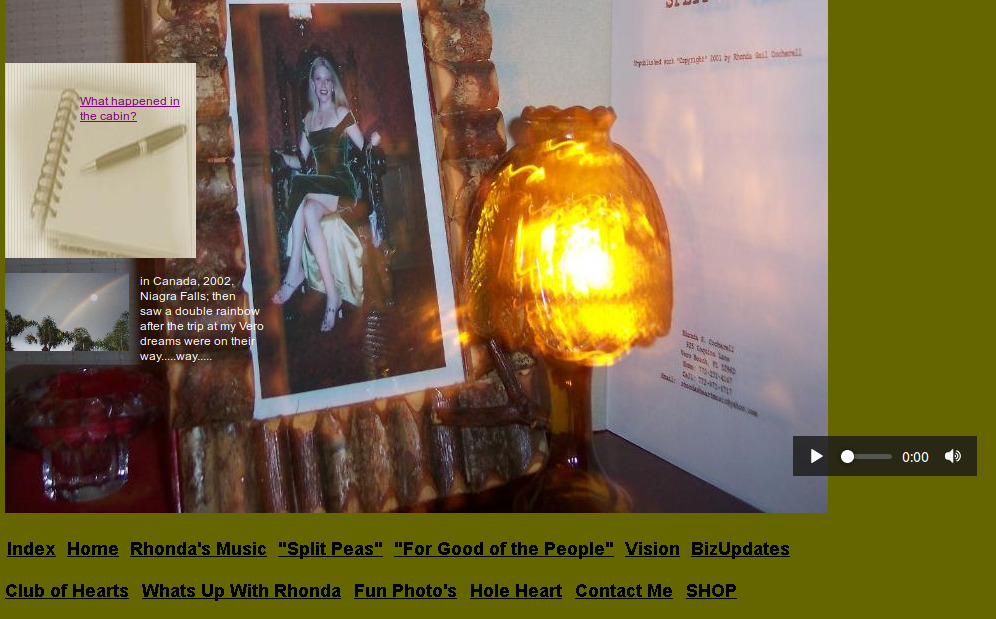 Unpublished work "Copyright" 2001 by Rhonda Gail Cocherell
What happened in
the cabin?
in Canada, 2002,
Niagra Falls; then
saw a double rainbow
after the trip at my Vero
dreams were on their
way.....way.....
0:00
Index Home Rhonda's Music "Split Peas" "For Good of the People" Vision BizUpdates
Club of Hearts Whats Up With Rhonda Fun Photo's Hole Heart Contact Me SHOP